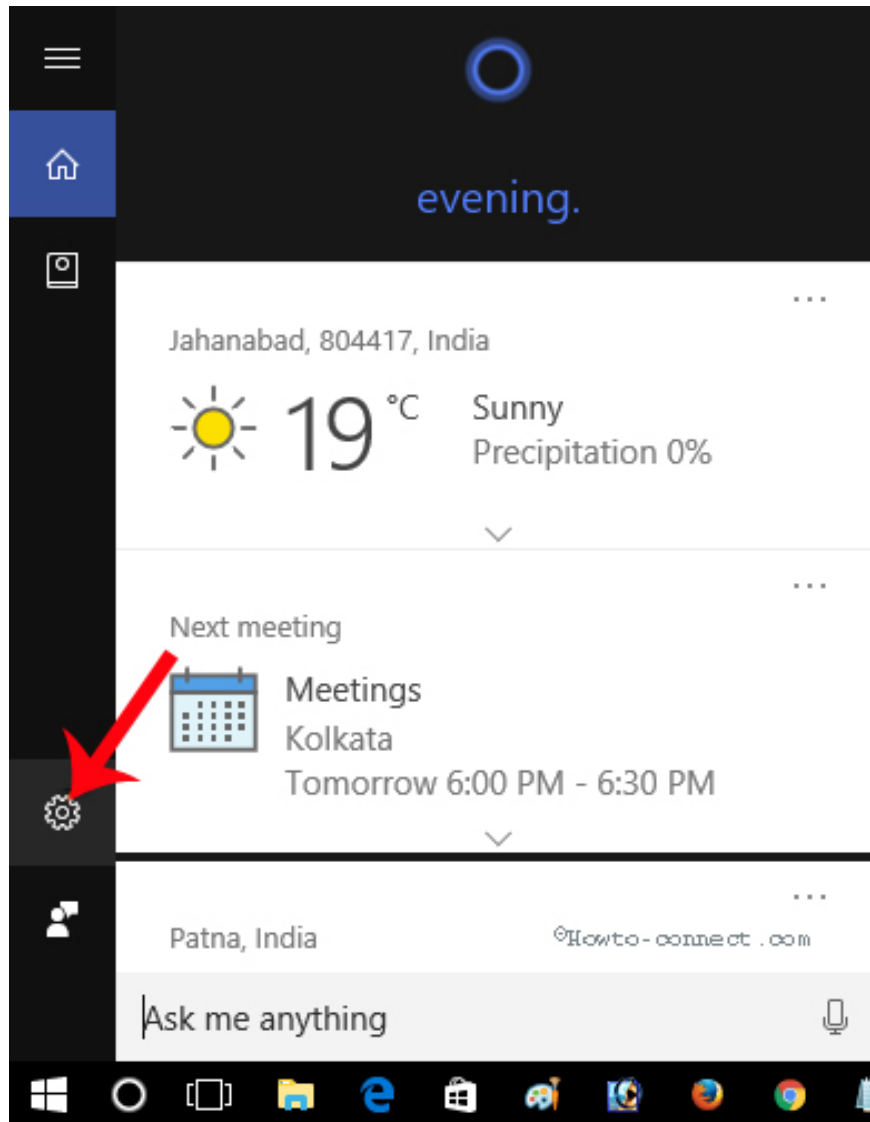 evening.
...
Jahanabad, 804417, India
19 °C
Sunny
Precipitation 0%
...
Next meeting
Meetings
Kolkata
Tomorrow 6:00 PM - 6:30 PM
...
Patna, India
©Howto-connect.com
Ask me anything